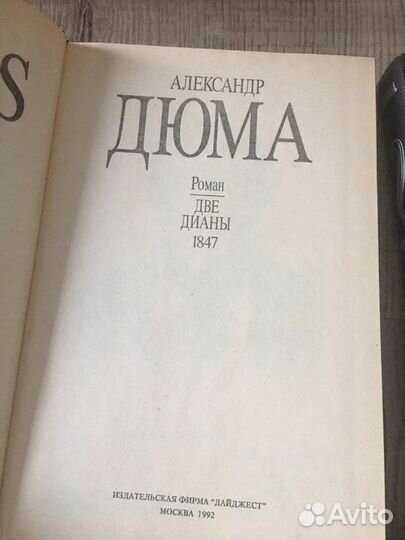 S
АЛЕКСАНДР
ДЮМА
Роман
ДВЕ
ДИАНЫ
1847
ИЗДАТЕЛЬСКАЯ ФИРМА "ДАЙДЖЕСТ"
МОСКВА 1992
Avito